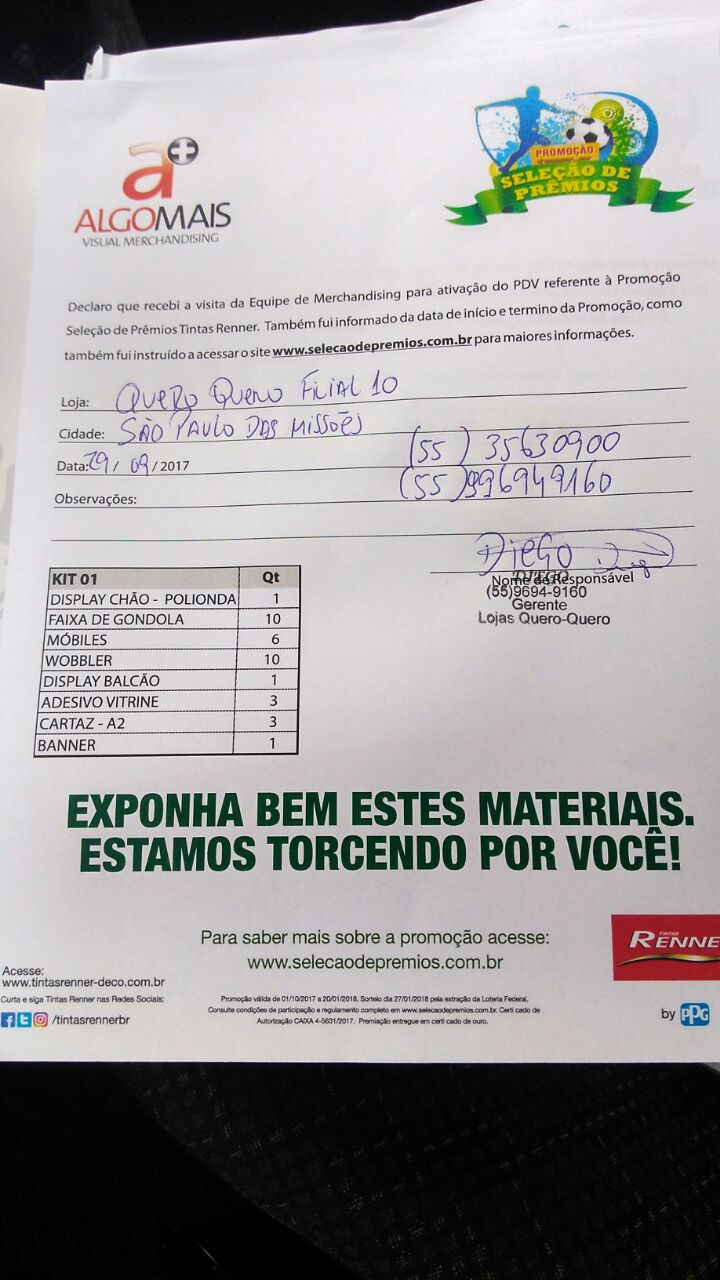 a+
ALGOMAIS
VISUAL MERCHANDISING
PROMOÇÃO
SELEÇÃO DE
PRÊMIOS
Declaro que recebi a visita da Equipe de Merchandising para ativação do PDV referente à Promoção
Seleção de Prêmios Tintas Renner. Também fui informado da data de início e termino da Promoção, como
também fui instruído a acessar o site www.selecaodepremios.com.br para maiores informações.
Loja: QUERO QUERO FILIAL 10
Cidade: SÃO PAULO DAS MISSÕES
(55) 35630900
Data: 29/09/2017
(55)996949160
Observações:
DIEGO
DIEGO
Nome do Responsável
(55)9694-9160
Gerente
Lojas Quero-Quero
KIT 01 Qt
DISPLAY CHÃO - POLIONDA 1
FAIXA DE GONDOLA 10
MÓBILES 6
WOBBLER 10
DISPLAY BALCÃO 1
ADESIVO VITRINE 3
CARTAZ - A2 3
BANNER 1
EXPONHA BEM ESTES MATERIAIS.
ESTAMOS TORCENDO POR VOCÊ!
Para saber mais sobre a promoção acesse:
www.selecaodepremios.com.br
TINTAS
RENNE
Acesse:
www.tintasrenner-deco.com.br
Curta e siga Tintas Renner nas Redes Sociais:
/tintasrennerbr
Promoção válida de 01/10/2017 a 20/01/2018. Sorteio dia 27/01/2018 pela extração da Loteria Federal.
Consulte condições de participação e regulamento completo em www.selecaodepremios.com.br. Certi cado de
Autorização CAIXA 4-5631/2017. Premiação entregue em certi cado de ouro.
by PPG